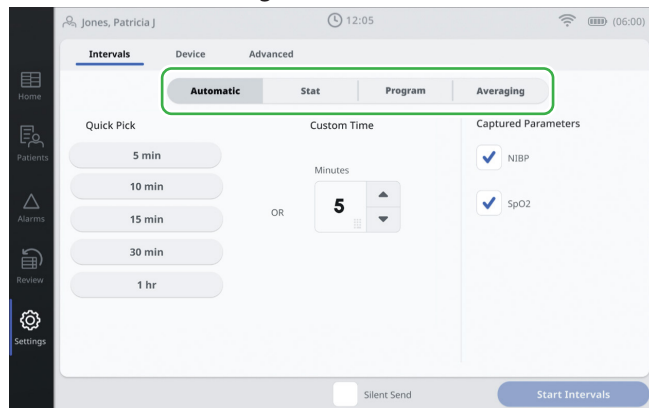 Jones, Patricia J 12:05 (06:00)
Intervals Device Advanced
Automatic Stat Program Averaging
Home
Quick Pick Custom Time Captured Parameters
5 min
NIBP
Patients
Minutes
10 min
5
OR
SpO2
15 min
Alarms
30 min
Review
1 hr
Settings
Silent Send Start Intervals